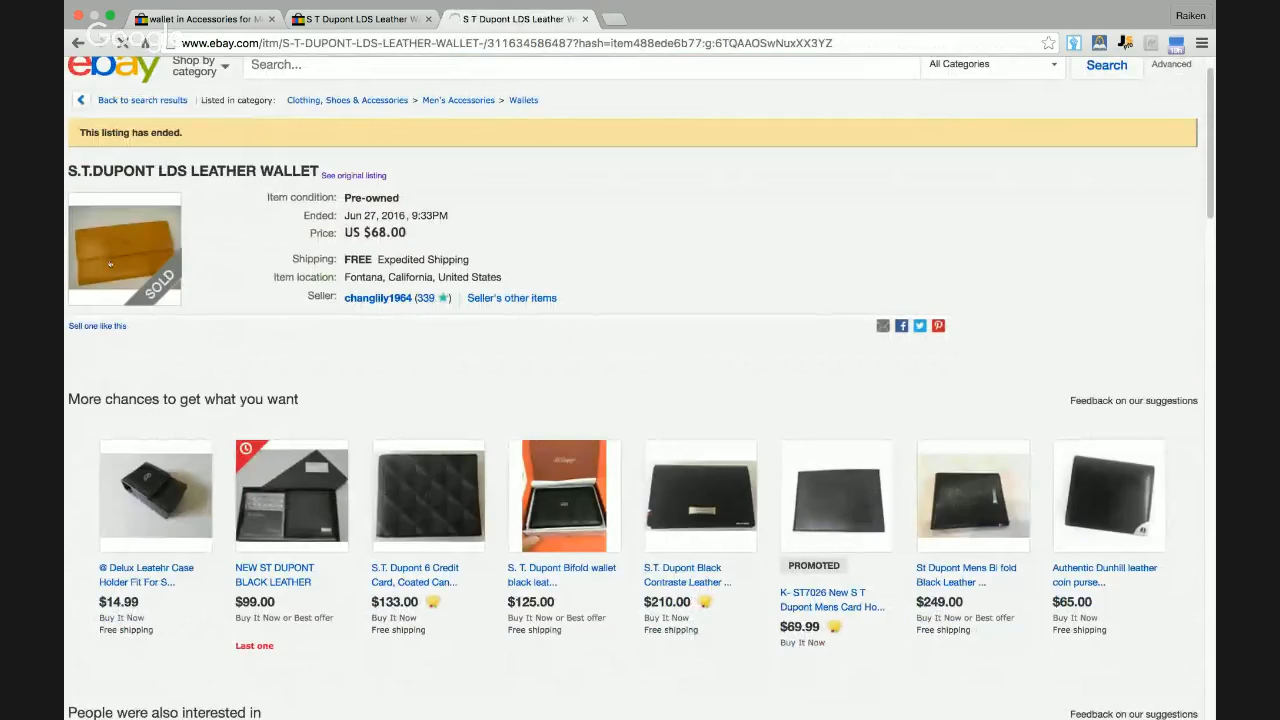 wallet in Accessories for M
S T Dupont LDS Leather W
S T Dupont LDS Leather W
Raiken
Google
www.ebay.com/itm/S-T-DUPONT-LDS-LEATHER-WALLET-/311634586487?hash=item488ede6b77:g:6TQAAOSwNuxXX3YZ
ebay
Shop by
category
Search...
All Categories
Search
Advanced
Back to search results
Listed in category:
Clothing, Shoes & Accessories > Men's Accessories > Wallets
This listing has ended.
S.T.DUPONT LDS LEATHER WALLET
See original listing
Item condition: Pre-owned
Ended: Jun 27, 2016 , 9:33PM
Price: US $68.00
Shipping: FREE Expedited Shipping
Item location: Fontana, California, United States
Seller: changlily1964 (339 ) Seller's other items
SOLD
Sell one like this
More chances to get what you want
Feedback on our suggestions
@ Delux Leatehr Case
Holder Fit For S...
$14.99
Buy It Now
Free shipping
NEW ST DUPONT
BLACK LEATHER
$99.00
Buy It Now or Best offer
Last one
S.T. Dupont 6 Credit
Card, Coated Can...
$133.00
Buy It Now
Free shipping
S. T. Dupont Bifold wallet
black leat...
$125.00
Buy It Now or Best offer
Free shipping
S.T. Dupont Black
Contraste Leather ...
$210.00
Buy It Now
Free shipping
PROMOTED
K- ST7026 New S T
Dupont Mens Card Ho...
$69.99
Buy It Now
St Dupont Mens Bi fold
Black Leather ...
$249.00
Buy It Now or Best offer
Free shipping
Authentic Dunhill leather
coin purse...
$65.00
Buy It Now
Free shipping
People were also interested in
Feedback on our suggestions